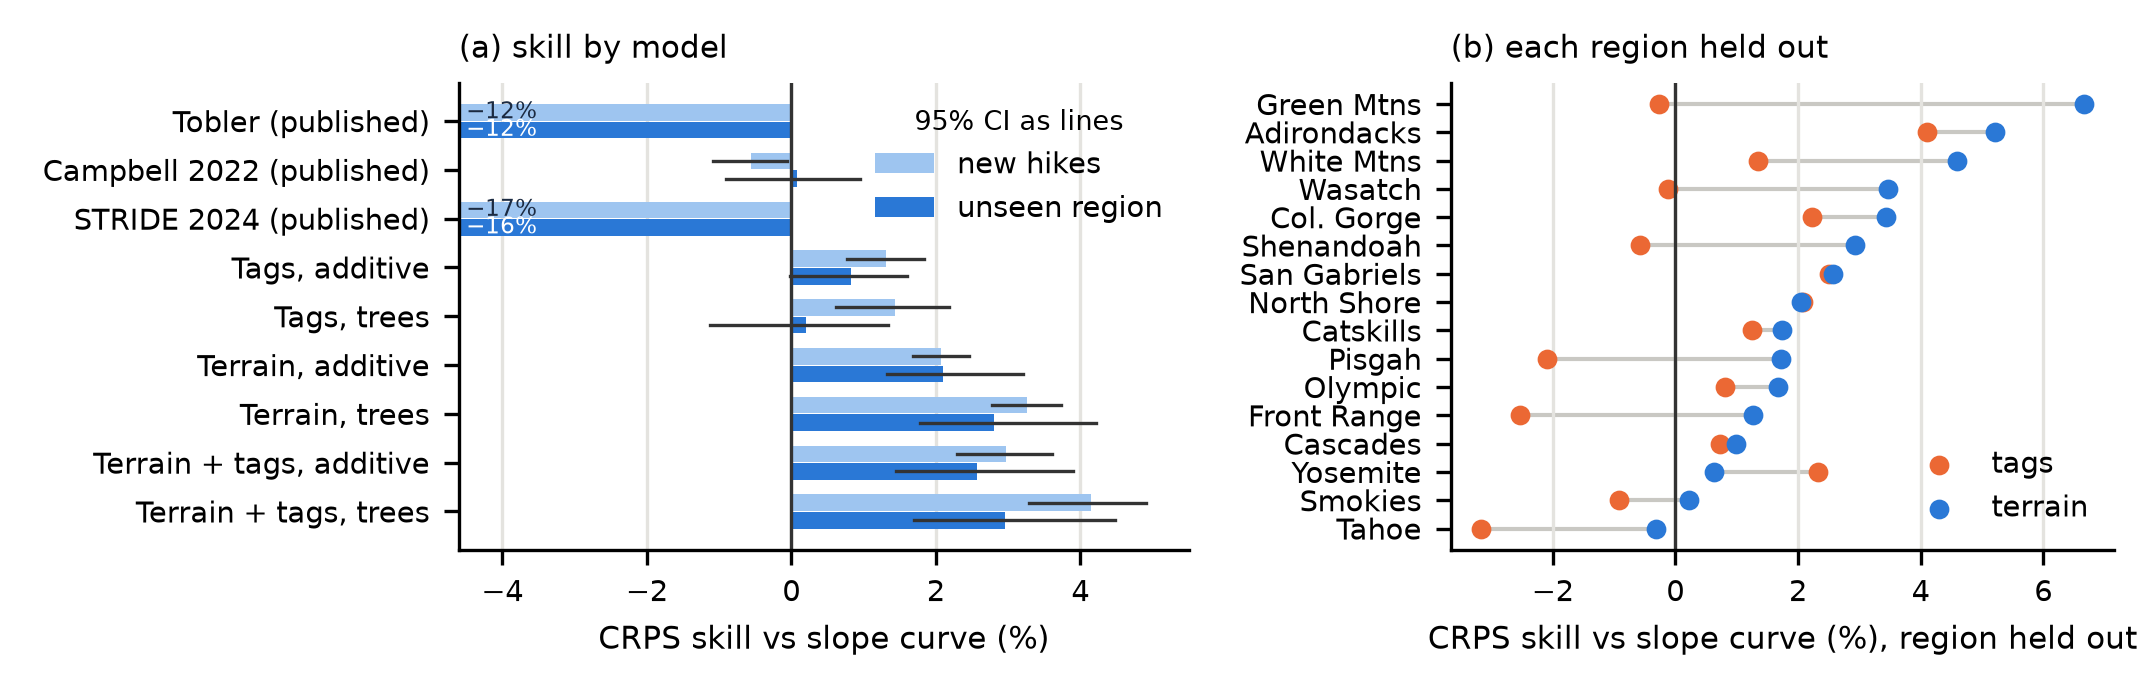 (a) skill by model
Tobler (published)
Campbell 2022 (published)
STRIDE 2024 (published)
Tags, additive
Tags, trees
Terrain, additive
Terrain, trees
Terrain + tags, additive
Terrain + tags, trees
−12%
−12%
−17%
−16%
95% CI as lines
new hikes
unseen region
−4 −2 0 2 4
CRPS skill vs slope curve (%)
(b) each region held out
Green Mtns
Adirondacks
White Mtns
Wasatch
Col. Gorge
Shenandoah
San Gabriels
North Shore
Catskills
Pisgah
Olympic
Front Range
Cascades
Yosemite
Smokies
Tahoe
tags
terrain
−2 0 2 4 6
CRPS skill vs slope curve (%), region held out